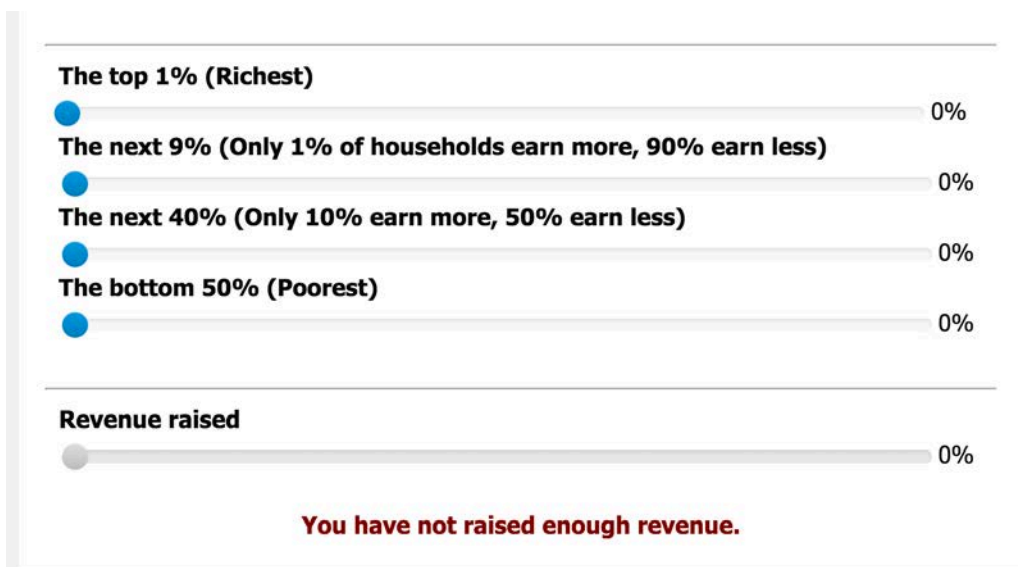 The top 1% (Richest)
0%
The next 9% (Only 1% of households earn more, 90% earn less)
0%
The next 40% (Only 10% earn more, 50% earn less)
0%
The bottom 50% (Poorest)
0%
Revenue raised
0%
You have not raised enough revenue.